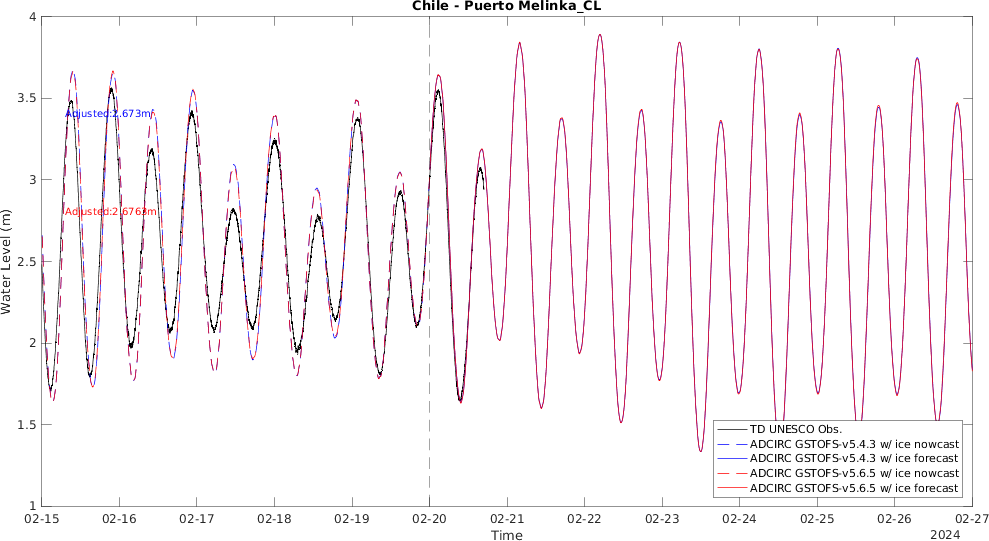 Chile - Puerto Melinka_CL
4
3.5
3
2.5
2
1.5
1
Water Level (m)
Adjusted:2.673m
Adjusted:2.6763m
TD UNESCO Obs.
ADCIRC GSTOFS-v5.4.3 w/ ice nowcast
ADCIRC GSTOFS-v5.4.3 w/ ice forecast
ADCIRC GSTOFS-v5.6.5 w/ ice nowcast
ADCIRC GSTOFS-v5.6.5 w/ ice forecast
02-15 02-16 02-17 02-18 02-19 02-20 02-21 02-22 02-23 02-24 02-25 02-26 02-27
Time
2024